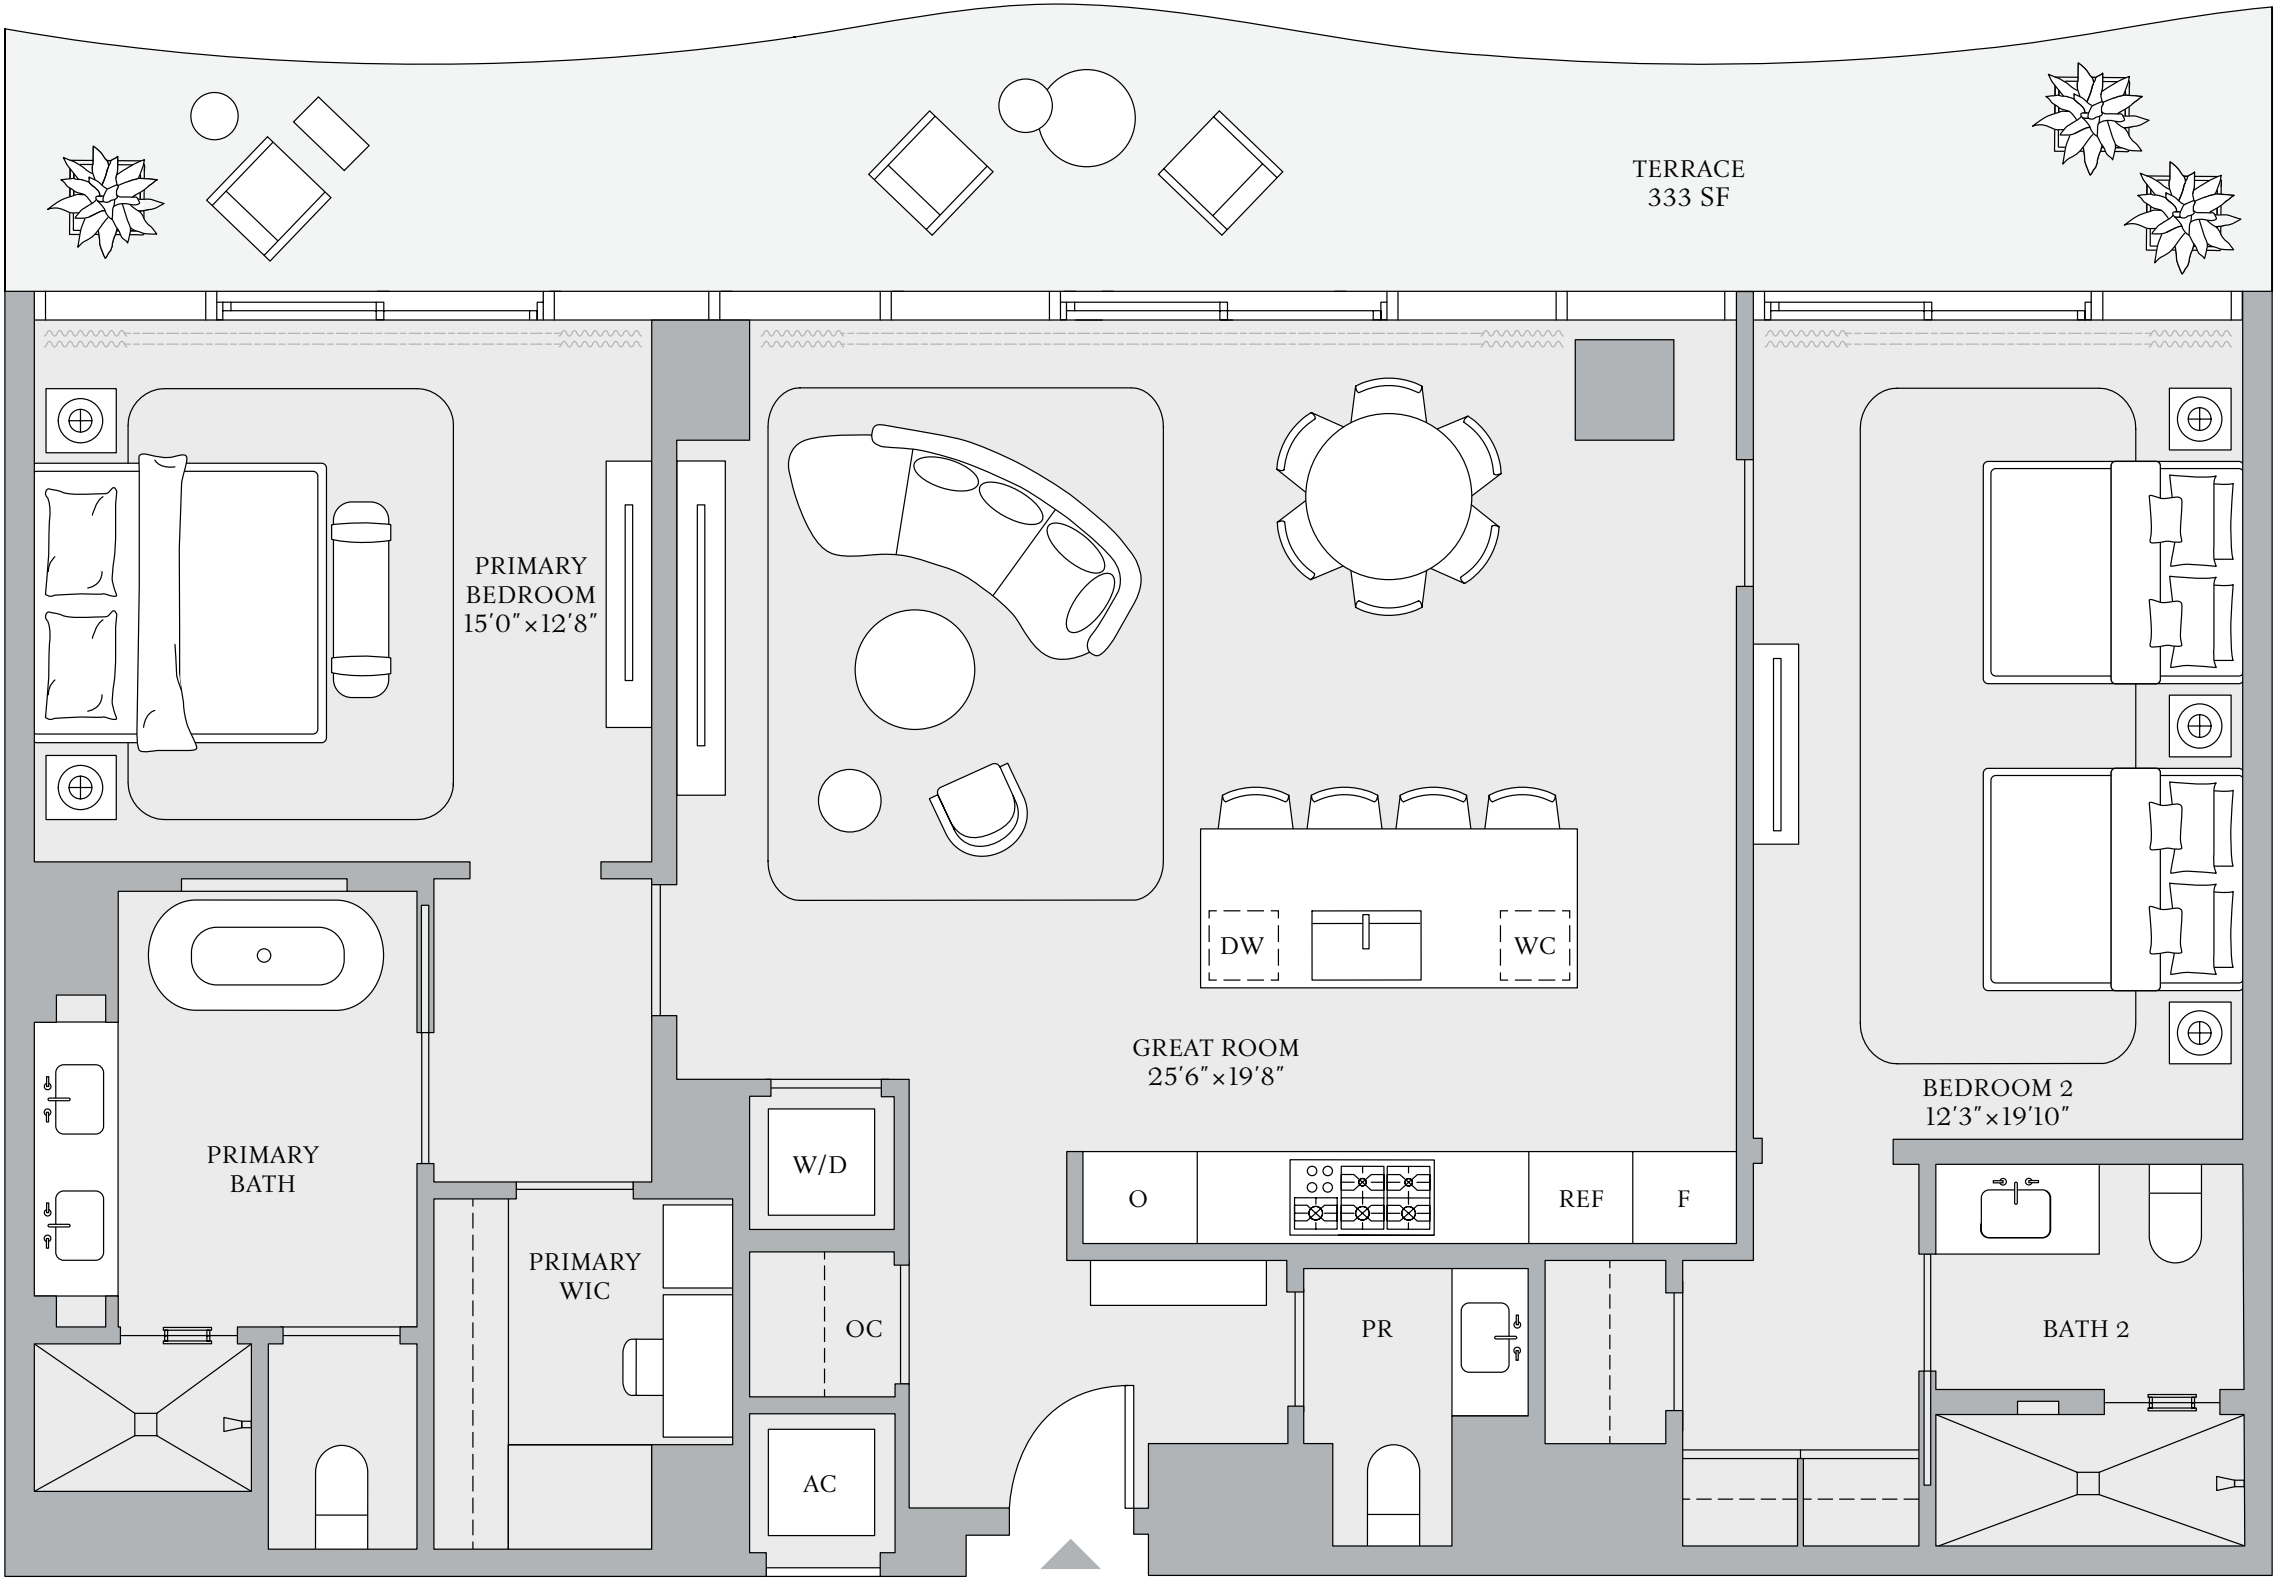 TERRACE
333 SF
PRIMARY
BEDROOM
15'0"×12'8"
DW
WC
GREAT ROOM
25'6"×19'8"
BEDROOM 2
12'3"×19'10"
PRIMARY
BATH
W/D
O
REF
F
PRIMARY
WIC
OC
PR
BATH 2
AC